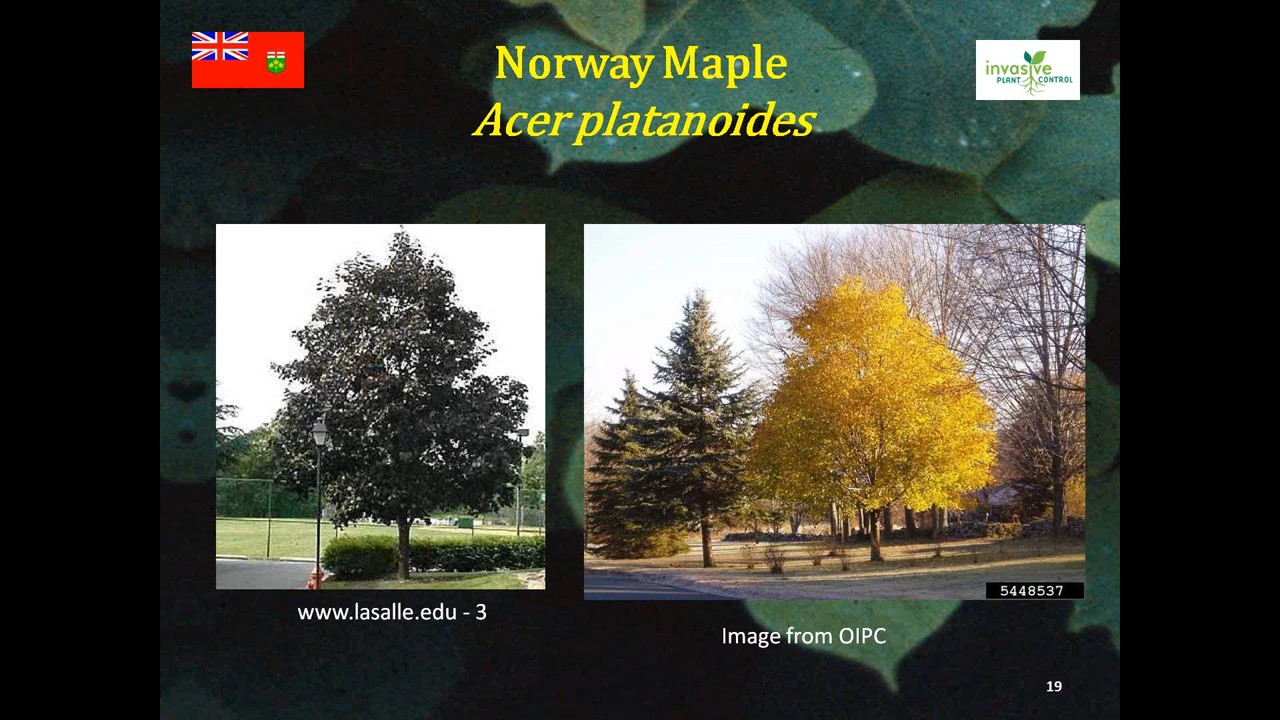 Norway Maple
Acer platanoides
invasive
PLANT CONTROL
5448537
www.lasalle.edu - 3
Image from OIPC
19